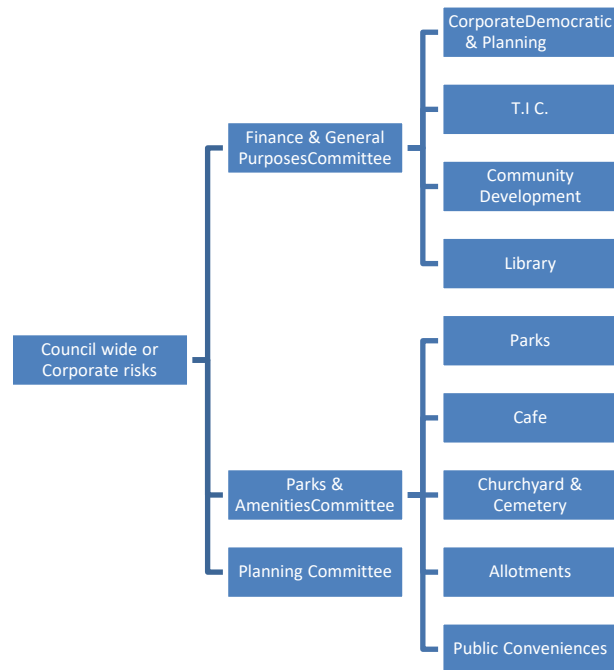 CorporateDemocratic
& Planning
T.I C.
Finance & General
PurposesCommittee
Community
Development
Library
Council wide or
Corporate risks
Parks
Cafe
Parks &
AmenitiesCommittee
Churchyard &
Cemetery
Planning Committee
Allotments
Public Conveniences